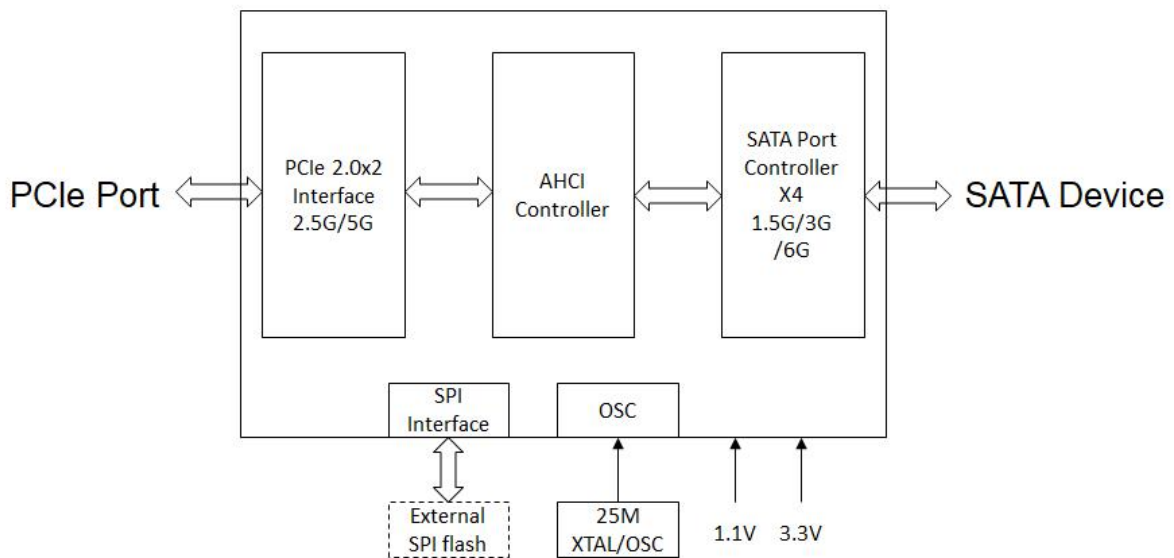 PCIe Port
PCIe 2.0x2
Interface
2.5G/5G
AHCI
Controller
SATA Port
Controller
X4
1.5G/3G
/6G
SATA Device
SPI
Interface
OSC
External
SPI flash
25M
XTAL/OSC
1.1V
3.3V